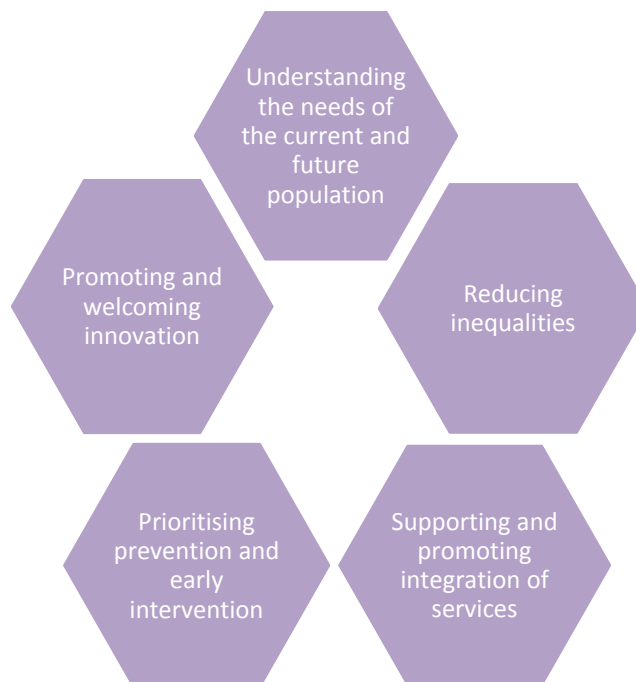 Understanding
the needs of
the current and
future
population
Promoting and
welcoming
innovation
Reducing
inequalities
Prioritising
prevention and
early
intervention
Supporting and
promoting
integration of
services